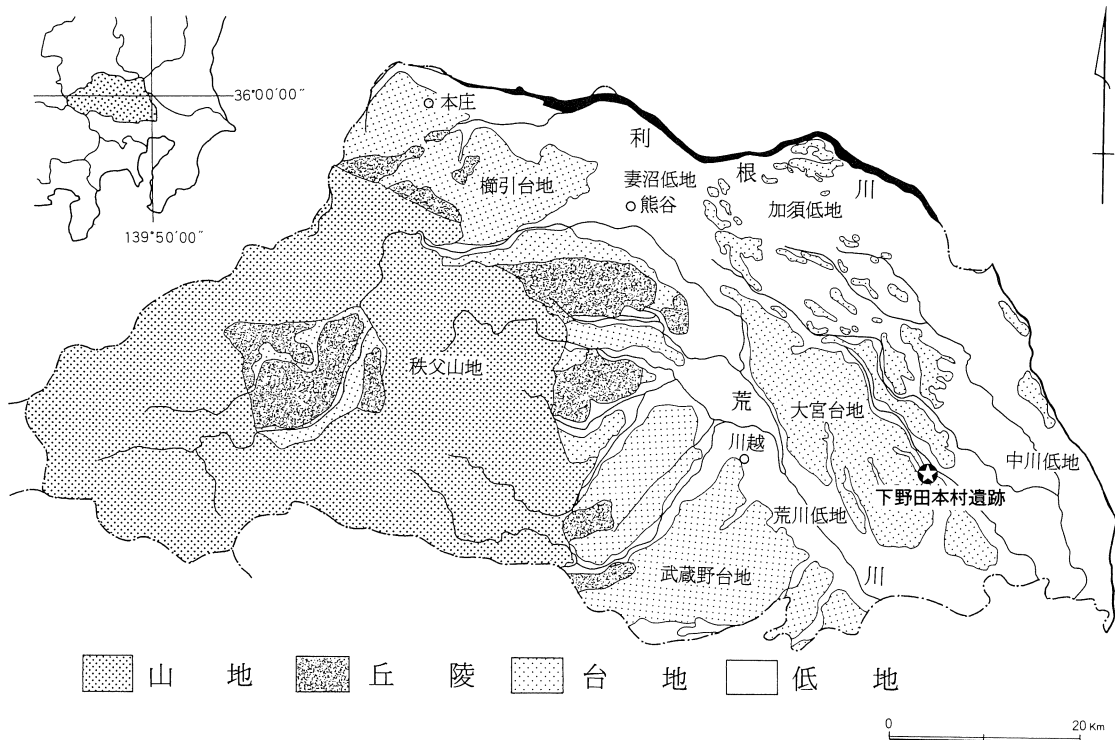 36°00′00″
139°50′00″
本庄
利根川
櫛引台地
妻沼低地
熊谷
加須低地
秩父山地
荒川
大宮台地
川越
中川低地
下野田本村遺跡
荒川低地
武蔵野台地
山地
丘陵
台地
低地
0
20 Km